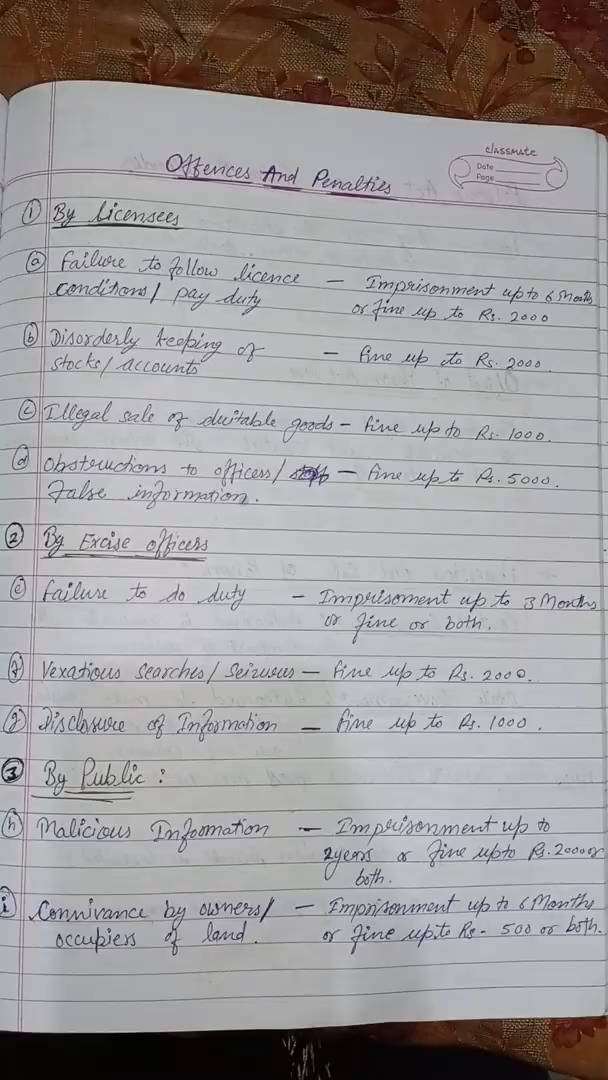 classmate
Date
Page
Offences And Penalties
① By licensees
ⓐ Failure to follow licence — Imprisonment up to 6 Months
conditions/ pay duty or fine up to Rs. 2000
ⓑ Disorderly keeping of — fine up to Rs. 2000.
stocks/accounts
ⓒ Illegal sale of duitable goods — fine up to Rs. 1000.
ⓓ Obstructions to officers/ — fine up to Rs. 5000.
False information.
② By Excise officers
ⓔ Failure to do duty — Imprisoment up to 3 Months
or fine or both.
ⓕ Vexatious searches/ Seizures — fine up to Rs. 2000.
ⓖ Disclosure of Information — fine up to Rs. 1000.
③ By Public :
ⓗ Malicious Information — Imprisonment up to
2years or fine upto Rs. 2000 or
both.
ⓘ Connivance by owners/ — Imprisonment up to 6 Months
occupiers of land. or fine up to Rs - 500 or both.